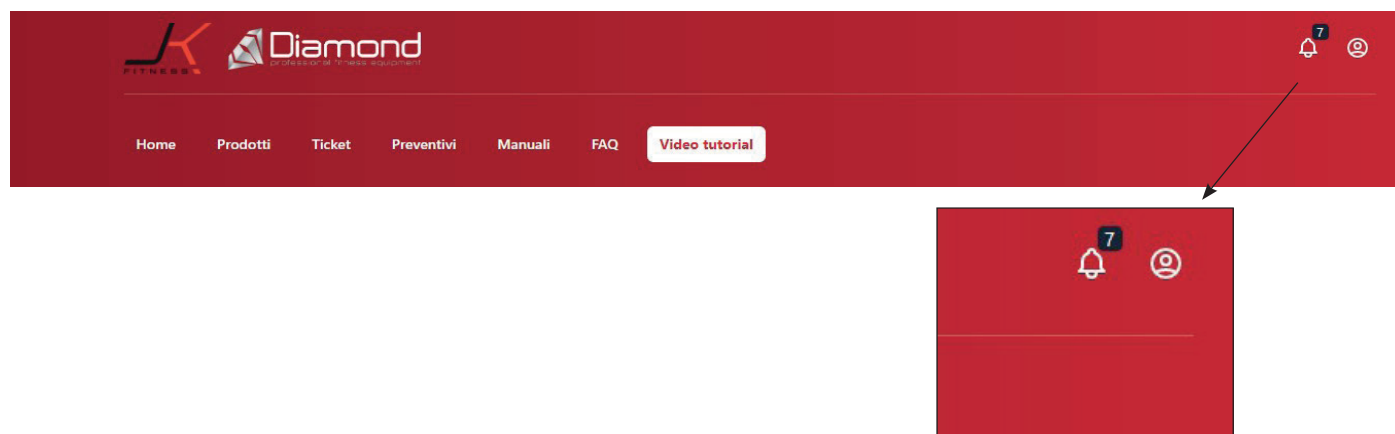 JK
FITNESS
Diamond
professional fitness equipment
7
Home Prodotti Ticket Preventivi Manuali FAQ Video tutorial
7